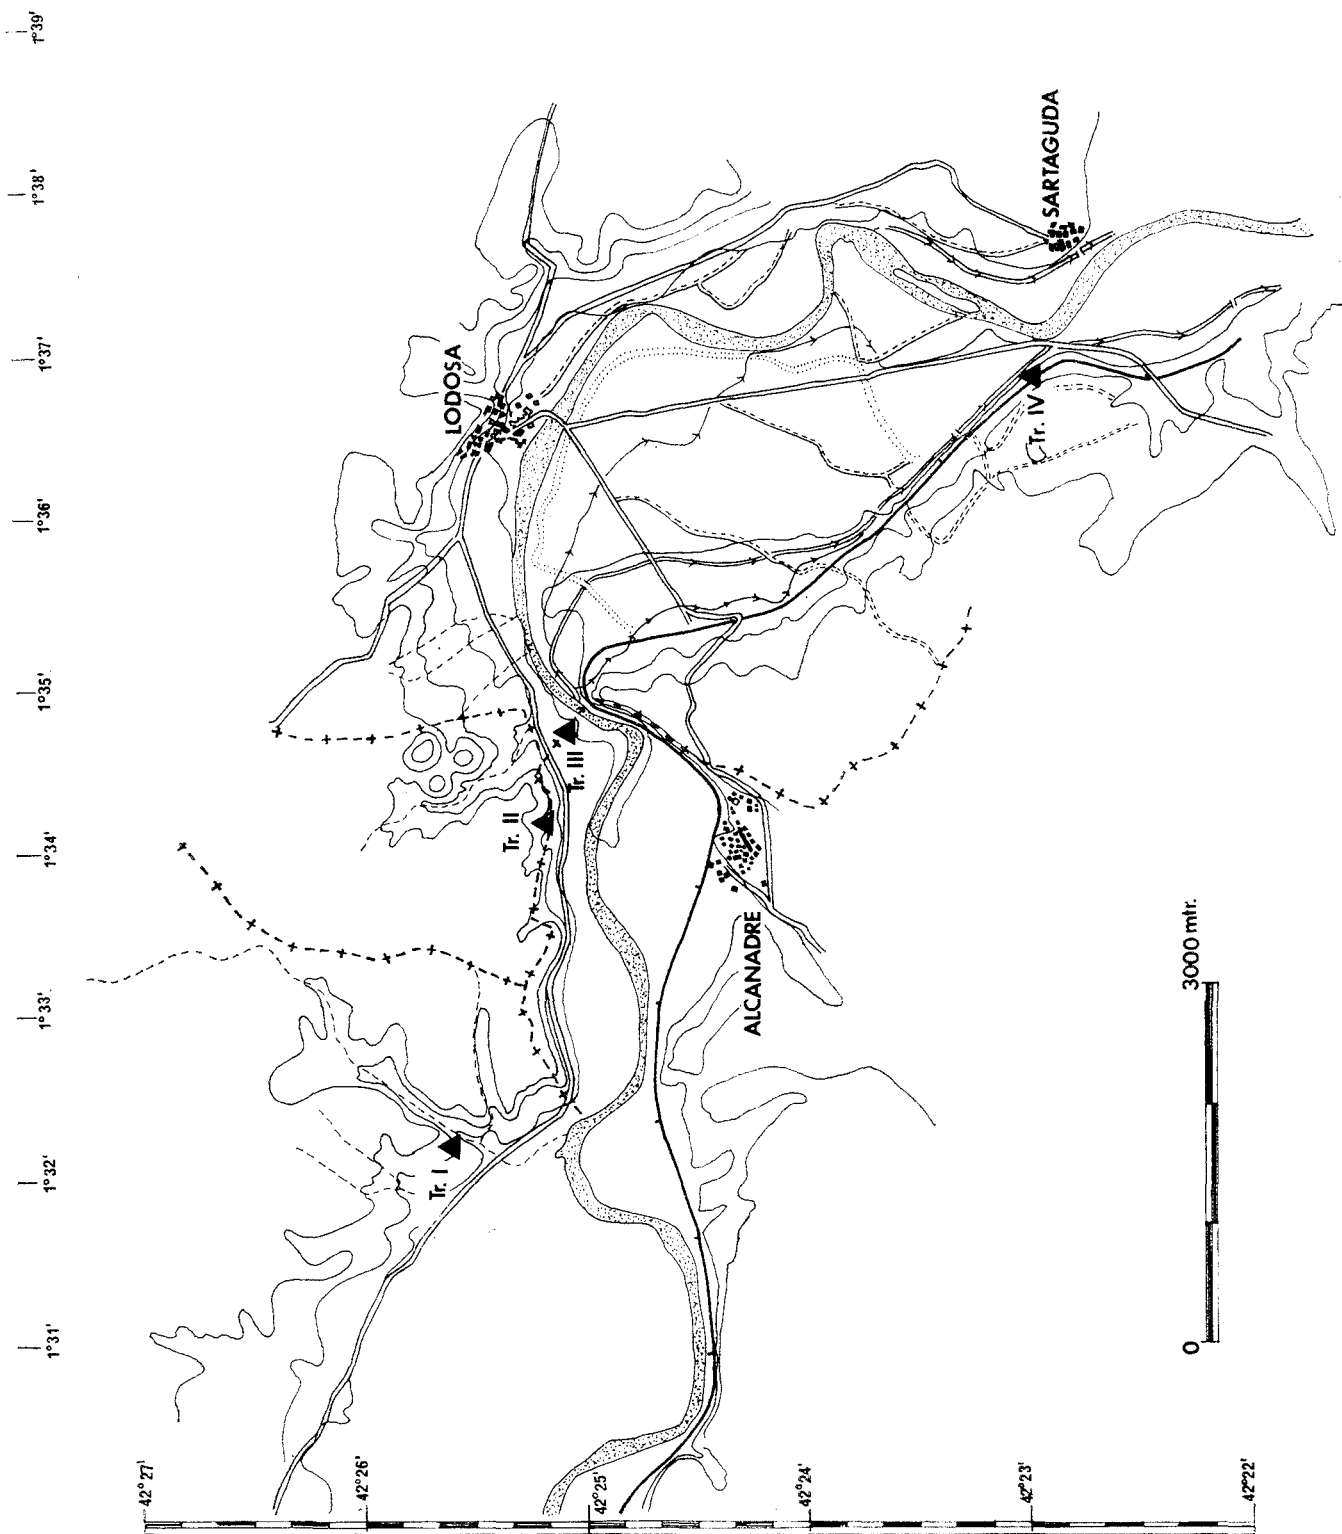 42°27'
42°26'
42°25'
42°24'
42°23'
42°22'
1°31'
1°32'
1°33'
1°34'
1°35'
1°36'
1°37'
1°38'
1°39'
LODOSA
SARTAGUDA
ALCANADRE
Tr. I
Tr. II
Tr. III
Tr. IV
0
3000 mtr.